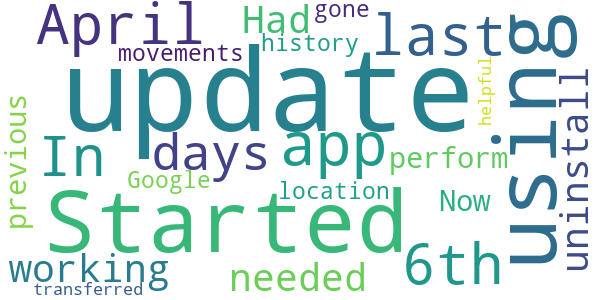 April
Had
gone
movements
history
last
using
update
helpful
uninstall
previous
In
days
app
perform
Google
location
Now
Started
6th
working
needed
transferred